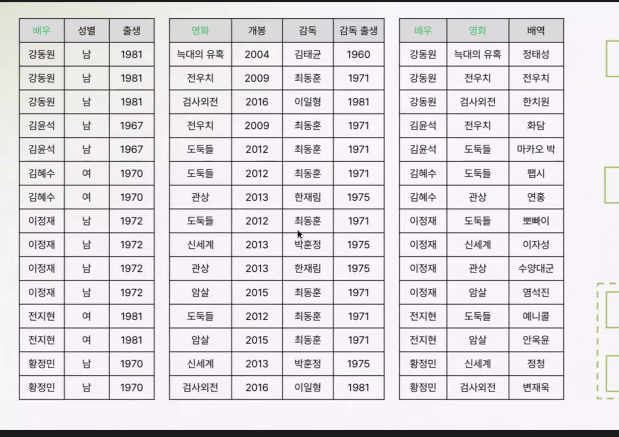 배우 성별 출생 영화 개봉 감독 감독 출생 배우 영화 배역
강동원 남 1981 늑대의 유혹 2004 김태균 1960 강동원 늑대의 유혹 정태성
강동원 남 1981 전우치 2009 최동훈 1971 강동원 전우치 전우치
강동원 남 1981 검사외전 2016 이일형 1981 강동원 검사외전 한치원
김윤석 남 1967 전우치 2009 최동훈 1971 김윤석 전우치 화담
김윤석 남 1967 도둑들 2012 최동훈 1971 김윤석 도둑들 마카오 박
김혜수 여 1970 도둑들 2012 최동훈 1971 김혜수 도둑들 팹시
김혜수 여 1970 관상 2013 한재림 1975 김혜수 관상 연홍
이정재 남 1972 도둑들 2012 최동훈 1971 이정재 도둑들 뽀빠이
이정재 남 1972 신세계 2013 박훈정 1975 이정재 신세계 이자성
이정재 남 1972 관상 2013 한재림 1975 이정재 관상 수양대군
이정재 남 1972 암살 2015 최동훈 1971 이정재 암살 염석진
전지현 여 1981 도둑들 2012 최동훈 1971 전지현 도둑들 예니콜
전지현 여 1981 암살 2015 최동훈 1971 전지현 암살 안옥윤
황정민 남 1970 신세계 2013 박훈정 1975 황정민 신세계 정청
황정민 남 1970 검사외전 2016 이일형 1981 황정민 검사외전 변재욱